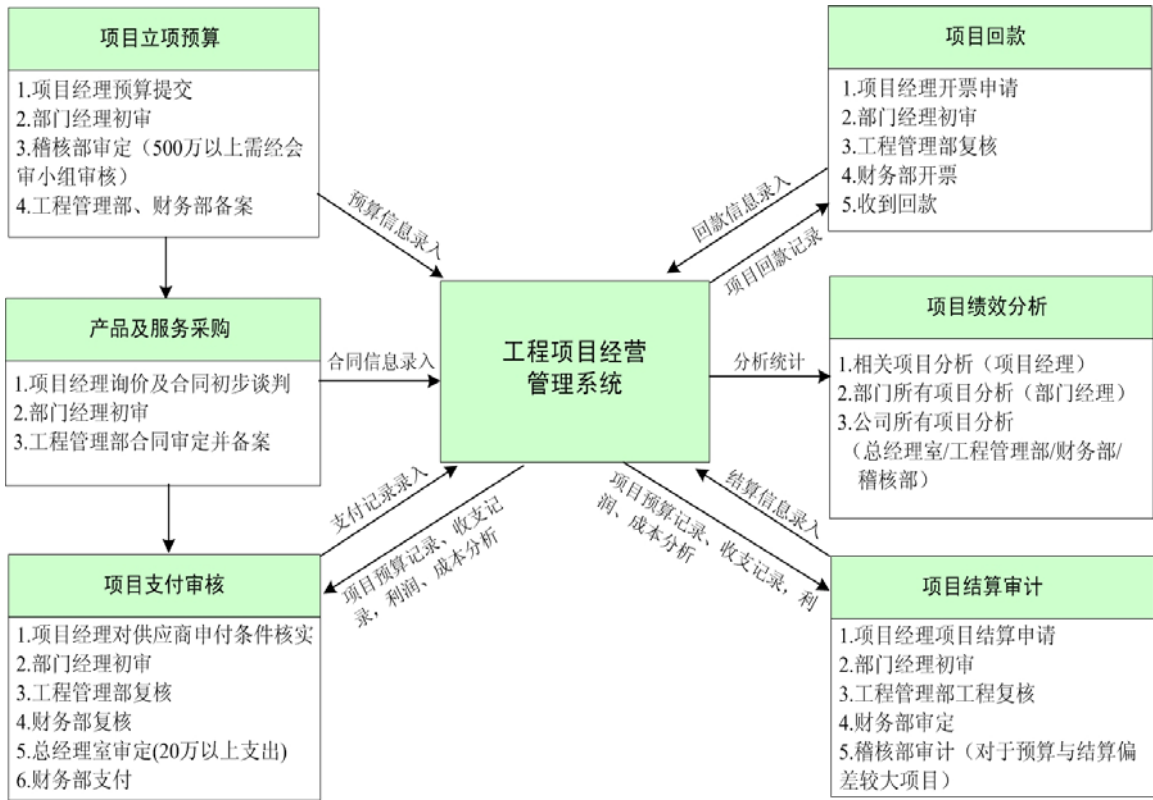 项目立项预算
1.项目经理预算提交
2.部门经理初审
3.稽核部审定（500万以上需经会
审小组审核）
4.工程管理部、财务部备案
预算信息录入
产品及服务采购
1.项目经理询价及合同初步谈判
2.部门经理初审
3.工程管理部合同审定并备案
合同信息录入
项目支付审核
1.项目经理对供应商申付条件核实
2.部门经理初审
3.工程管理部复核
4.财务部复核
5.总经理室审定(20万以上支出)
6.财务部支付
支付记录录入
项目预算记录、收支记
录，利润、成本分析
工程项目经营
管理系统
项目回款
1.项目经理开票申请
2.部门经理初审
3.工程管理部复核
4.财务部开票
5.收到回款
回款信息录入
项目回款记录
项目绩效分析
1.相关项目分析（项目经理）
2.部门所有项目分析（部门经理）
3.公司所有项目分析
（总经理室/工程管理部/财务部/
稽核部）
分析统计
项目结算审计
1.项目经理项目结算申请
2.部门经理初审
3.工程管理部工程复核
4.财务部审定
5.稽核部审计（对于预算与结算偏
差较大项目）
结算信息录入
项目预算记录、收支记录，利
润、成本分析